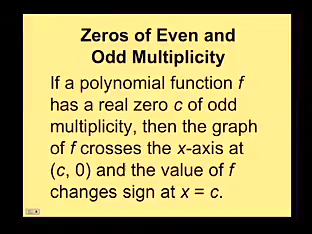 Zeros of Even and
Odd Multiplicity
If a polynomial function f
has a real zero c of odd
multiplicity, then the graph
of f crosses the x-axis at
(c, 0) and the value of f
changes sign at x = c.